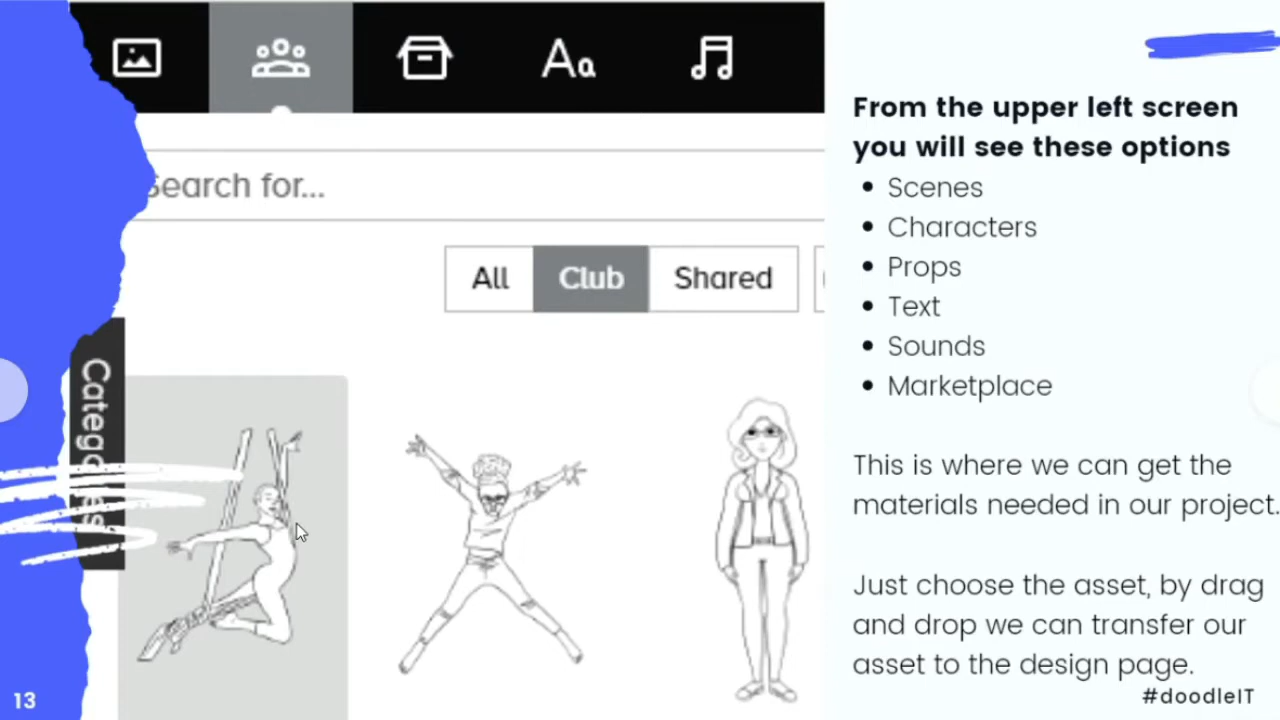 Aa
Search for...
All
Club
Shared
Categories
From the upper left screen
you will see these options
• Scenes
• Characters
• Props
• Text
• Sounds
• Marketplace
This is where we can get the
materials needed in our project.
Just choose the asset, by drag
and drop we can transfer our
asset to the design page.
#doodleIT
13